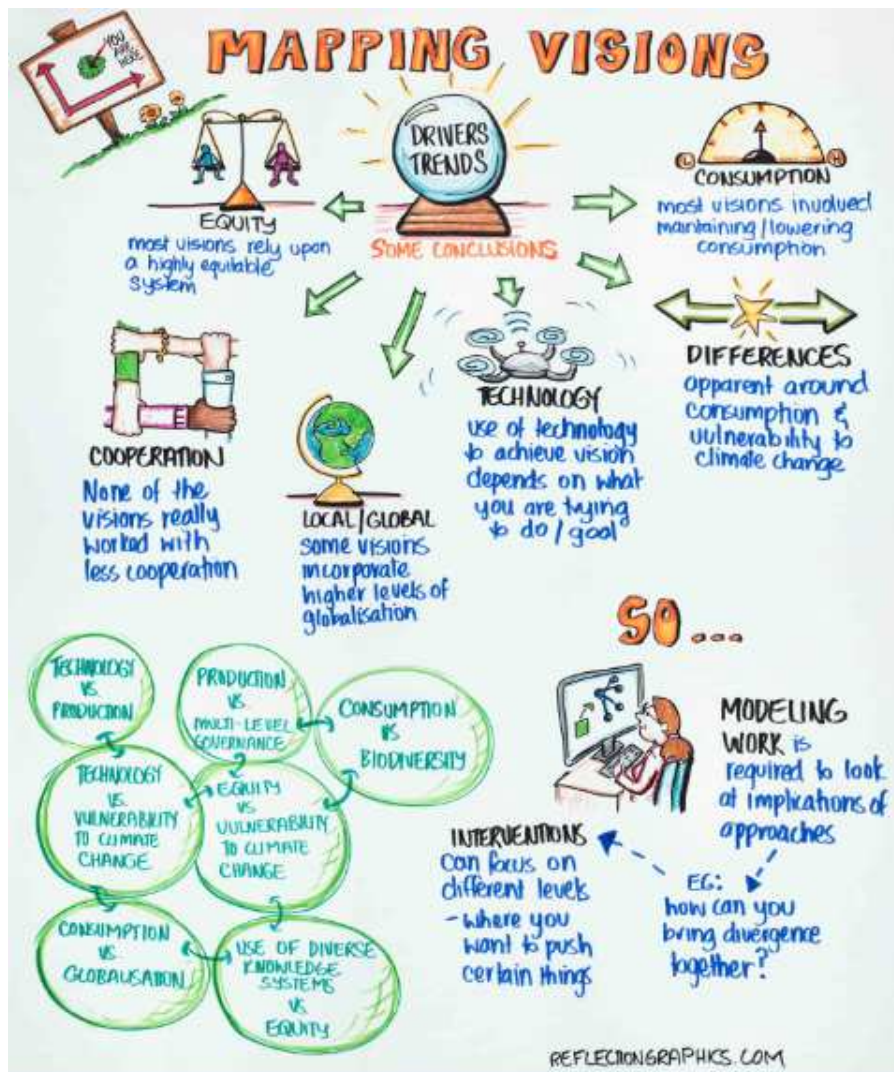 YOU
ARE
HERE
MAPPING VISIONS
DRIVERS
TRENDS
SOME CONCLUSIONS
EQUITY
most visions rely upon
a highly equitable
system
L
H
CONSUMPTION
most visions involved
maintaining/lowering
consumption
COOPERATION
None of the
visions really
worked with
less cooperation
LOCAL/GLOBAL
some visions
incorporate
higher levels of
globalisation
TECHNOLOGY
use of technology
to achieve vision
depends on what
you are trying
to do/goal
DIFFERENCES
apparent around
consumption &
vulnerability to
climate change
TECHNOLOGY
VS.
PRODUCTION
PRODUCTION
VS
MULTI-LEVEL
GOVERNANCE
CONSUMPTION
VS
BIODIVERSITY
TECHNOLOGY
VS.
VULNERABILITY
TO CLIMATE
CHANGE
EQUITY
VS
VULNERABILITY
TO CLIMATE
CHANGE
CONSUMPTION
VS
GLOBALISATION
USE OF DIVERSE
KNOWLEDGE
SYSTEMS
VS
EQUITY
SO...
MODELING
WORK is
required to look
at implications of
approaches
EG:
how can you
bring divergence
together?
INTERVENTIONS
can focus on
different levels
- where you
want to push
certain things
REFLECTIONGRAPHICS.COM